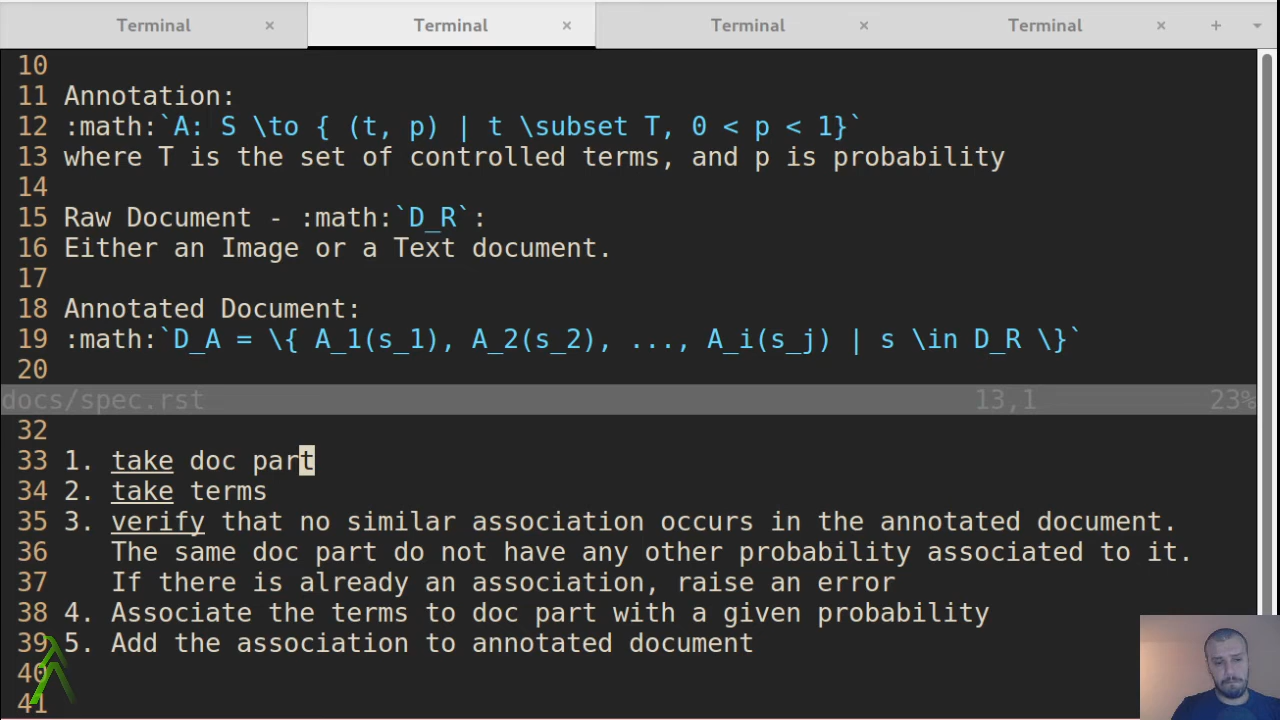 Terminal × Terminal × Terminal × Terminal × +
10
11 Annotation:
12 :math:`A: S \to { (t, p) | t \subset T, 0 < p < 1}`
13 where T is the set of controlled terms, and p is probability
14
15 Raw Document - :math:`D_R`:
16 Either an Image or a Text document.
17
18 Annotated Document:
19 :math:`D_A = \{ A_1(s_1), A_2(s_2), ..., A_i(s_j) | s \in D_R \}`
20
docs/spec.rst 13,1 23%
32
33 1. take doc part
34 2. take terms
35 3. verify that no similar association occurs in the annotated document.
36 The same doc part do not have any other probability associated to it.
37 If there is already an association, raise an error
38 4. Associate the terms to doc part with a given probability
39 5. Add the association to annotated document
40
41